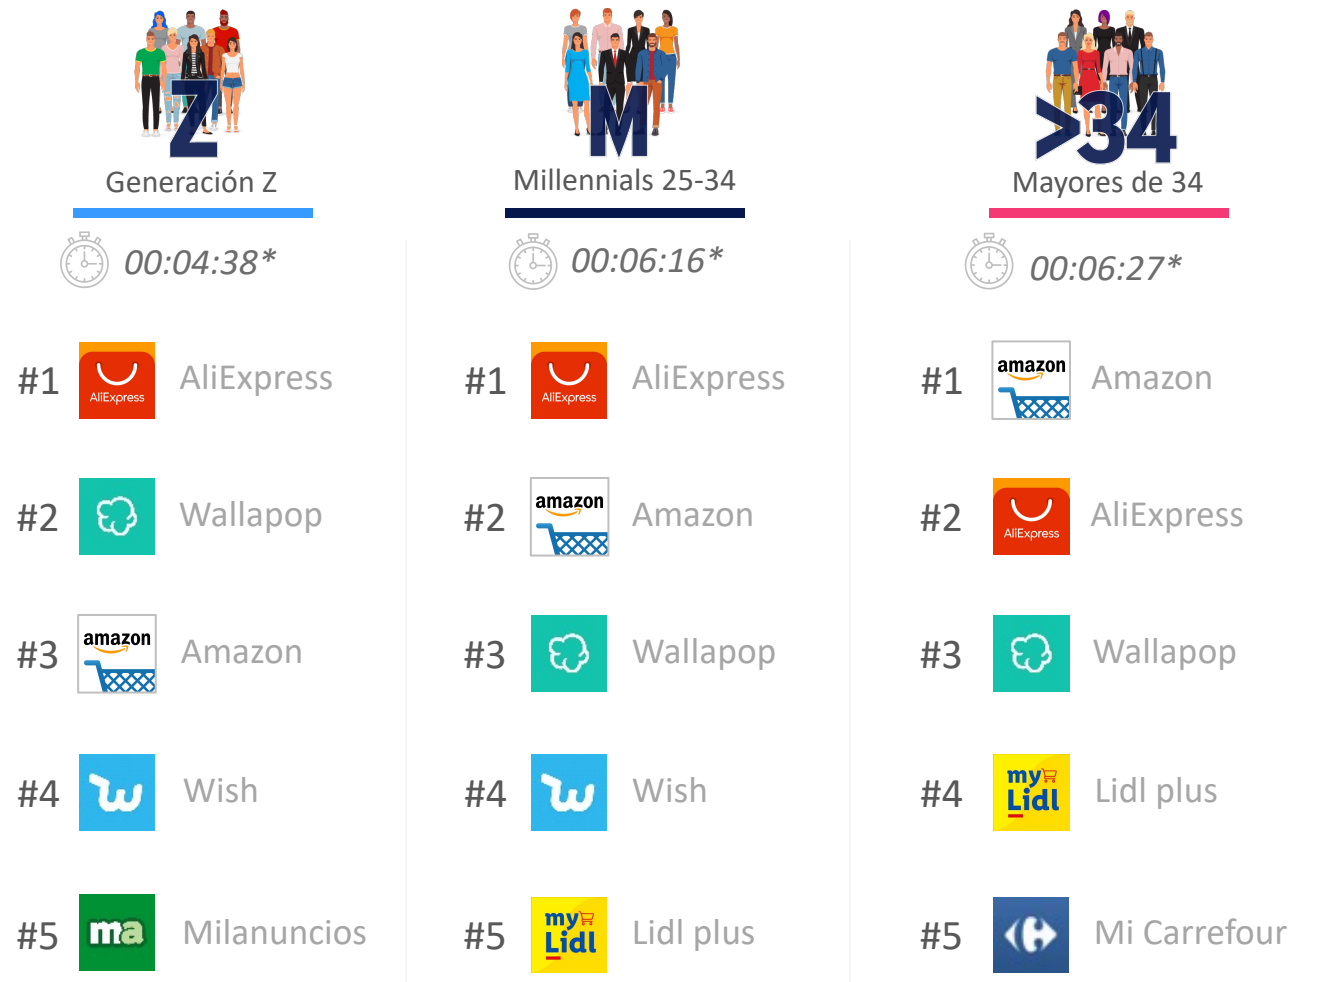 Z
Generación Z
00:04:38*
#1 AliExpress AliExpress
#2 Wallapop
#3 amazon Amazon
#4 Wish
#5 ma Milanuncios
M
Millennials 25-34
00:06:16*
#1 AliExpress AliExpress
#2 amazon Amazon
#3 Wallapop
#4 Wish
#5 my Lidl Lidl plus
>34
Mayores de 34
00:06:27*
#1 amazon Amazon
#2 AliExpress AliExpress
#3 Wallapop
#4 my Lidl Lidl plus
#5 Mi Carrefour